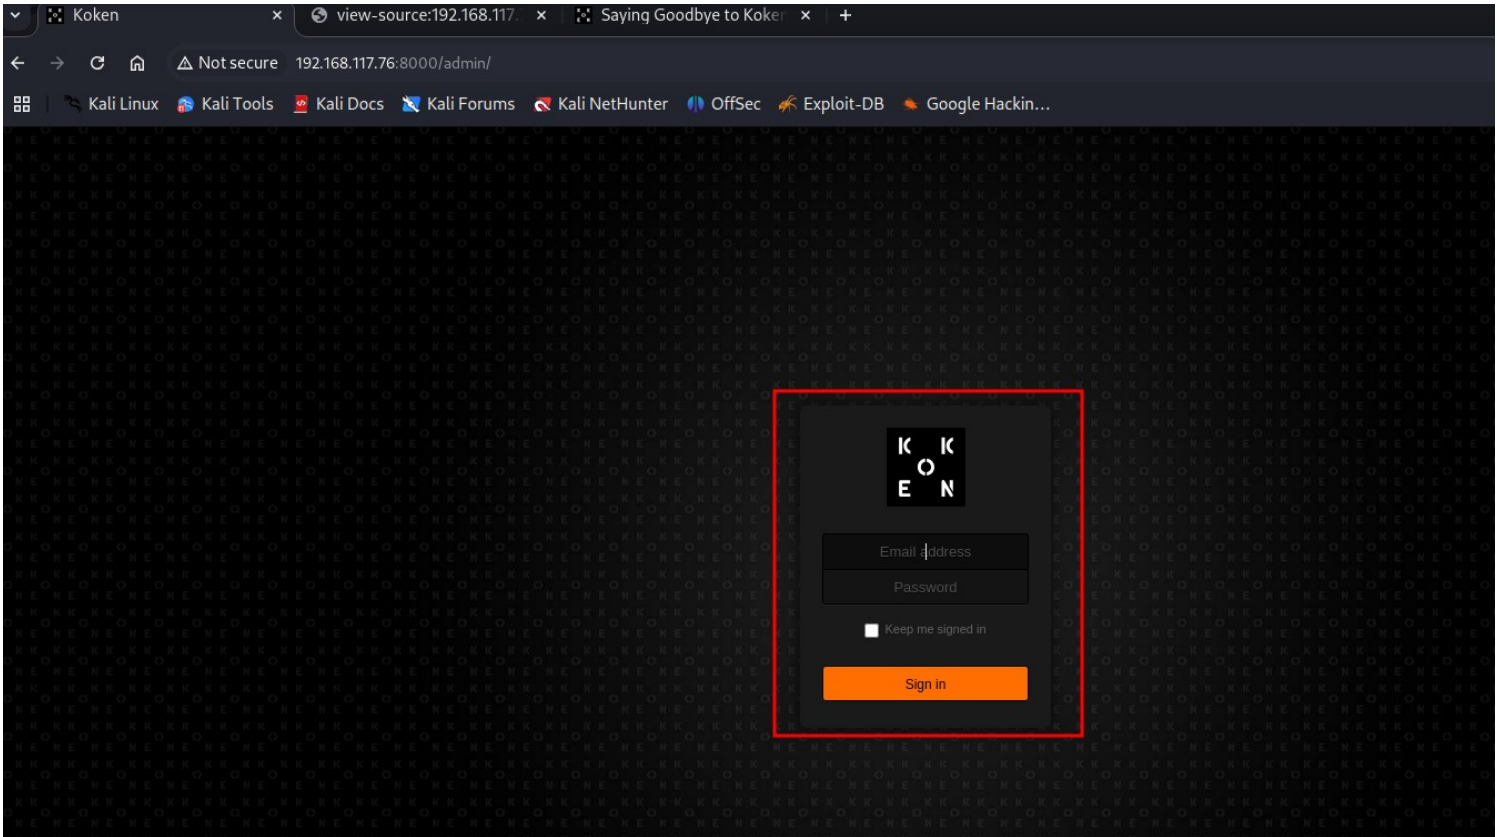 Koken
view-source:192.168.117.
Saying Goodbye to Koken
Not secure 192.168.117.76:8000/admin/
Kali Linux Kali Tools Kali Docs Kali Forums Kali NetHunter OffSec Exploit-DB Google Hackin...
K K
O
E N
Email address
Password
Keep me signed in
Sign in